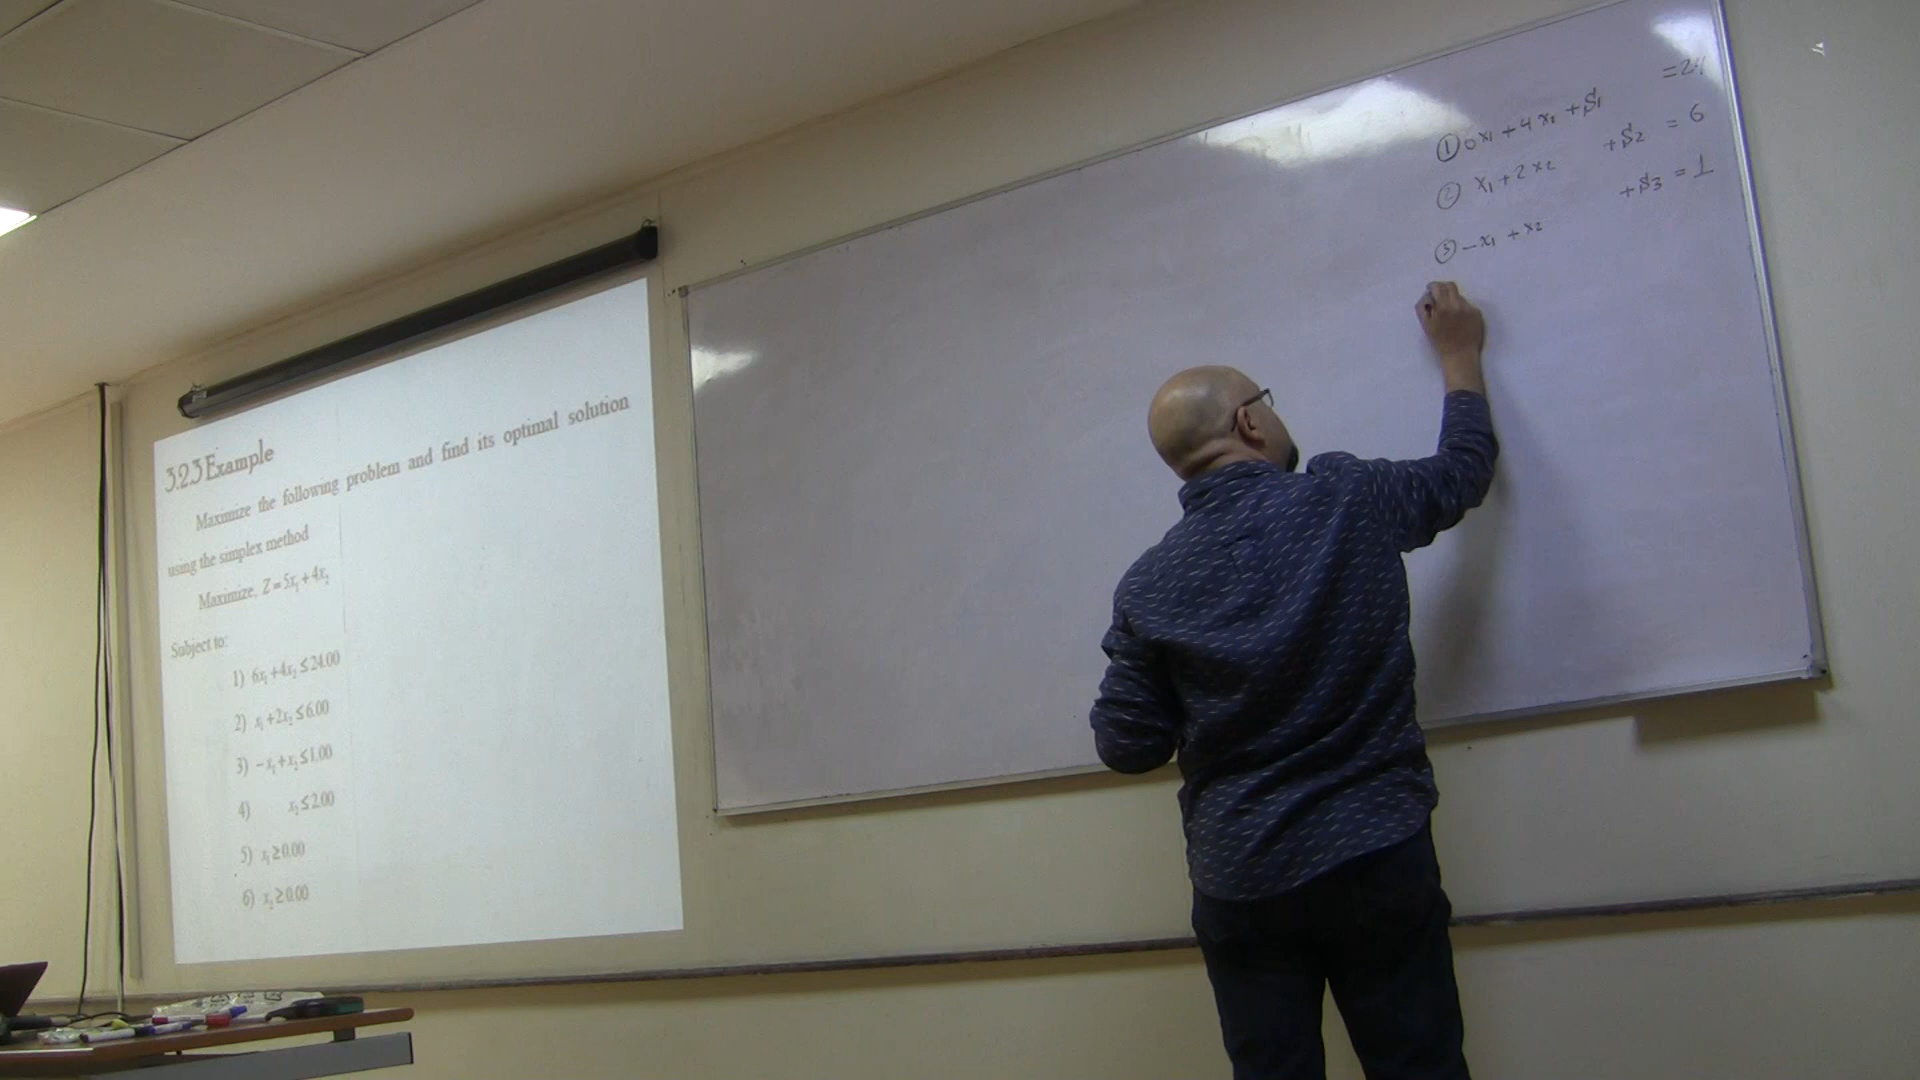 3.2.3 Example
Maximize the following problem and find its optimal solution
using the simplex method
Maximize, Z = 5x₁ + 4x₂
Subject to:
1) 6x₁ + 4x₂ ≤ 24.00
2) x₁ + 2x₂ ≤ 6.00
3) -x₁ + x₂ ≤ 1.00
4) x₂ ≤ 2.00
5) x₁ ≥ 0.00
6) x₂ ≥ 0.00
① 6x₁ + 4x₂ + S₁ = 24
② x₁ + 2x₂ + S₂ = 6
③ -x₁ + x₂ + S₃ = 1